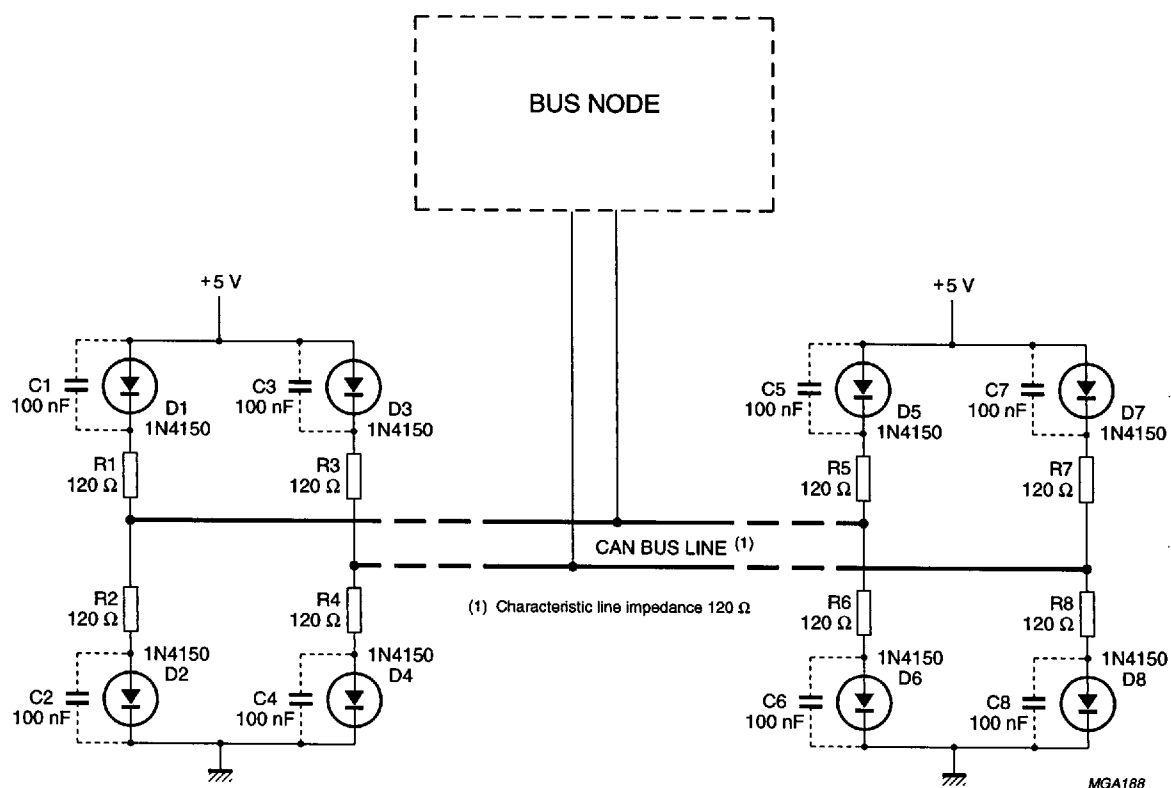 BUS NODE
+5 V
+5 V
C1
100 nF
D1
1N4150
C3
100 nF
D3
1N4150
C5
100 nF
D5
1N4150
C7
100 nF
D7
1N4150
R1
120 Ω
R3
120 Ω
R5
120 Ω
R7
120 Ω
CAN BUS LINE (1)
R2
120 Ω
R4
120 Ω
(1) Characteristic line impedance 120 Ω
R6
120 Ω
R8
120 Ω
1N4150
D2
C2
100 nF
1N4150
D4
C4
100 nF
1N4150
D6
C6
100 nF
1N4150
D8
C8
100 nF
MGA188